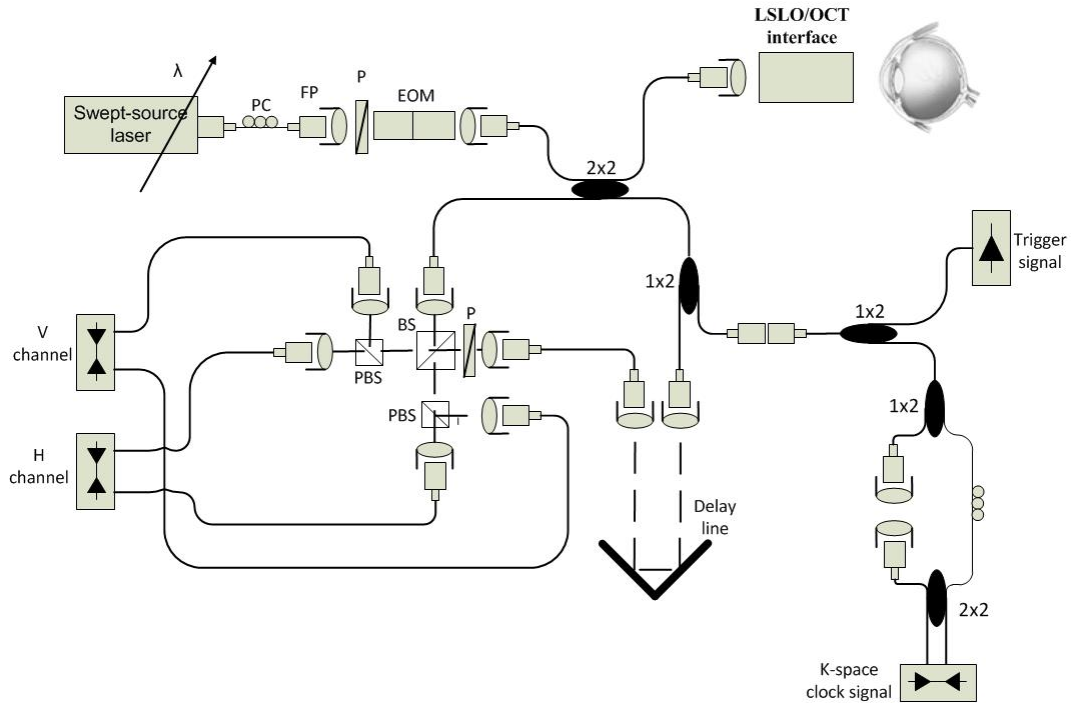 LSLO/OCT
interface
λ
P
FP
PC
EOM
Swept-source
laser
2x2
Trigger
signal
1x2
1x2
BS
P
V
channel
PBS
PBS
1x2
H
channel
Delay
line
2x2
K-space
clock signal